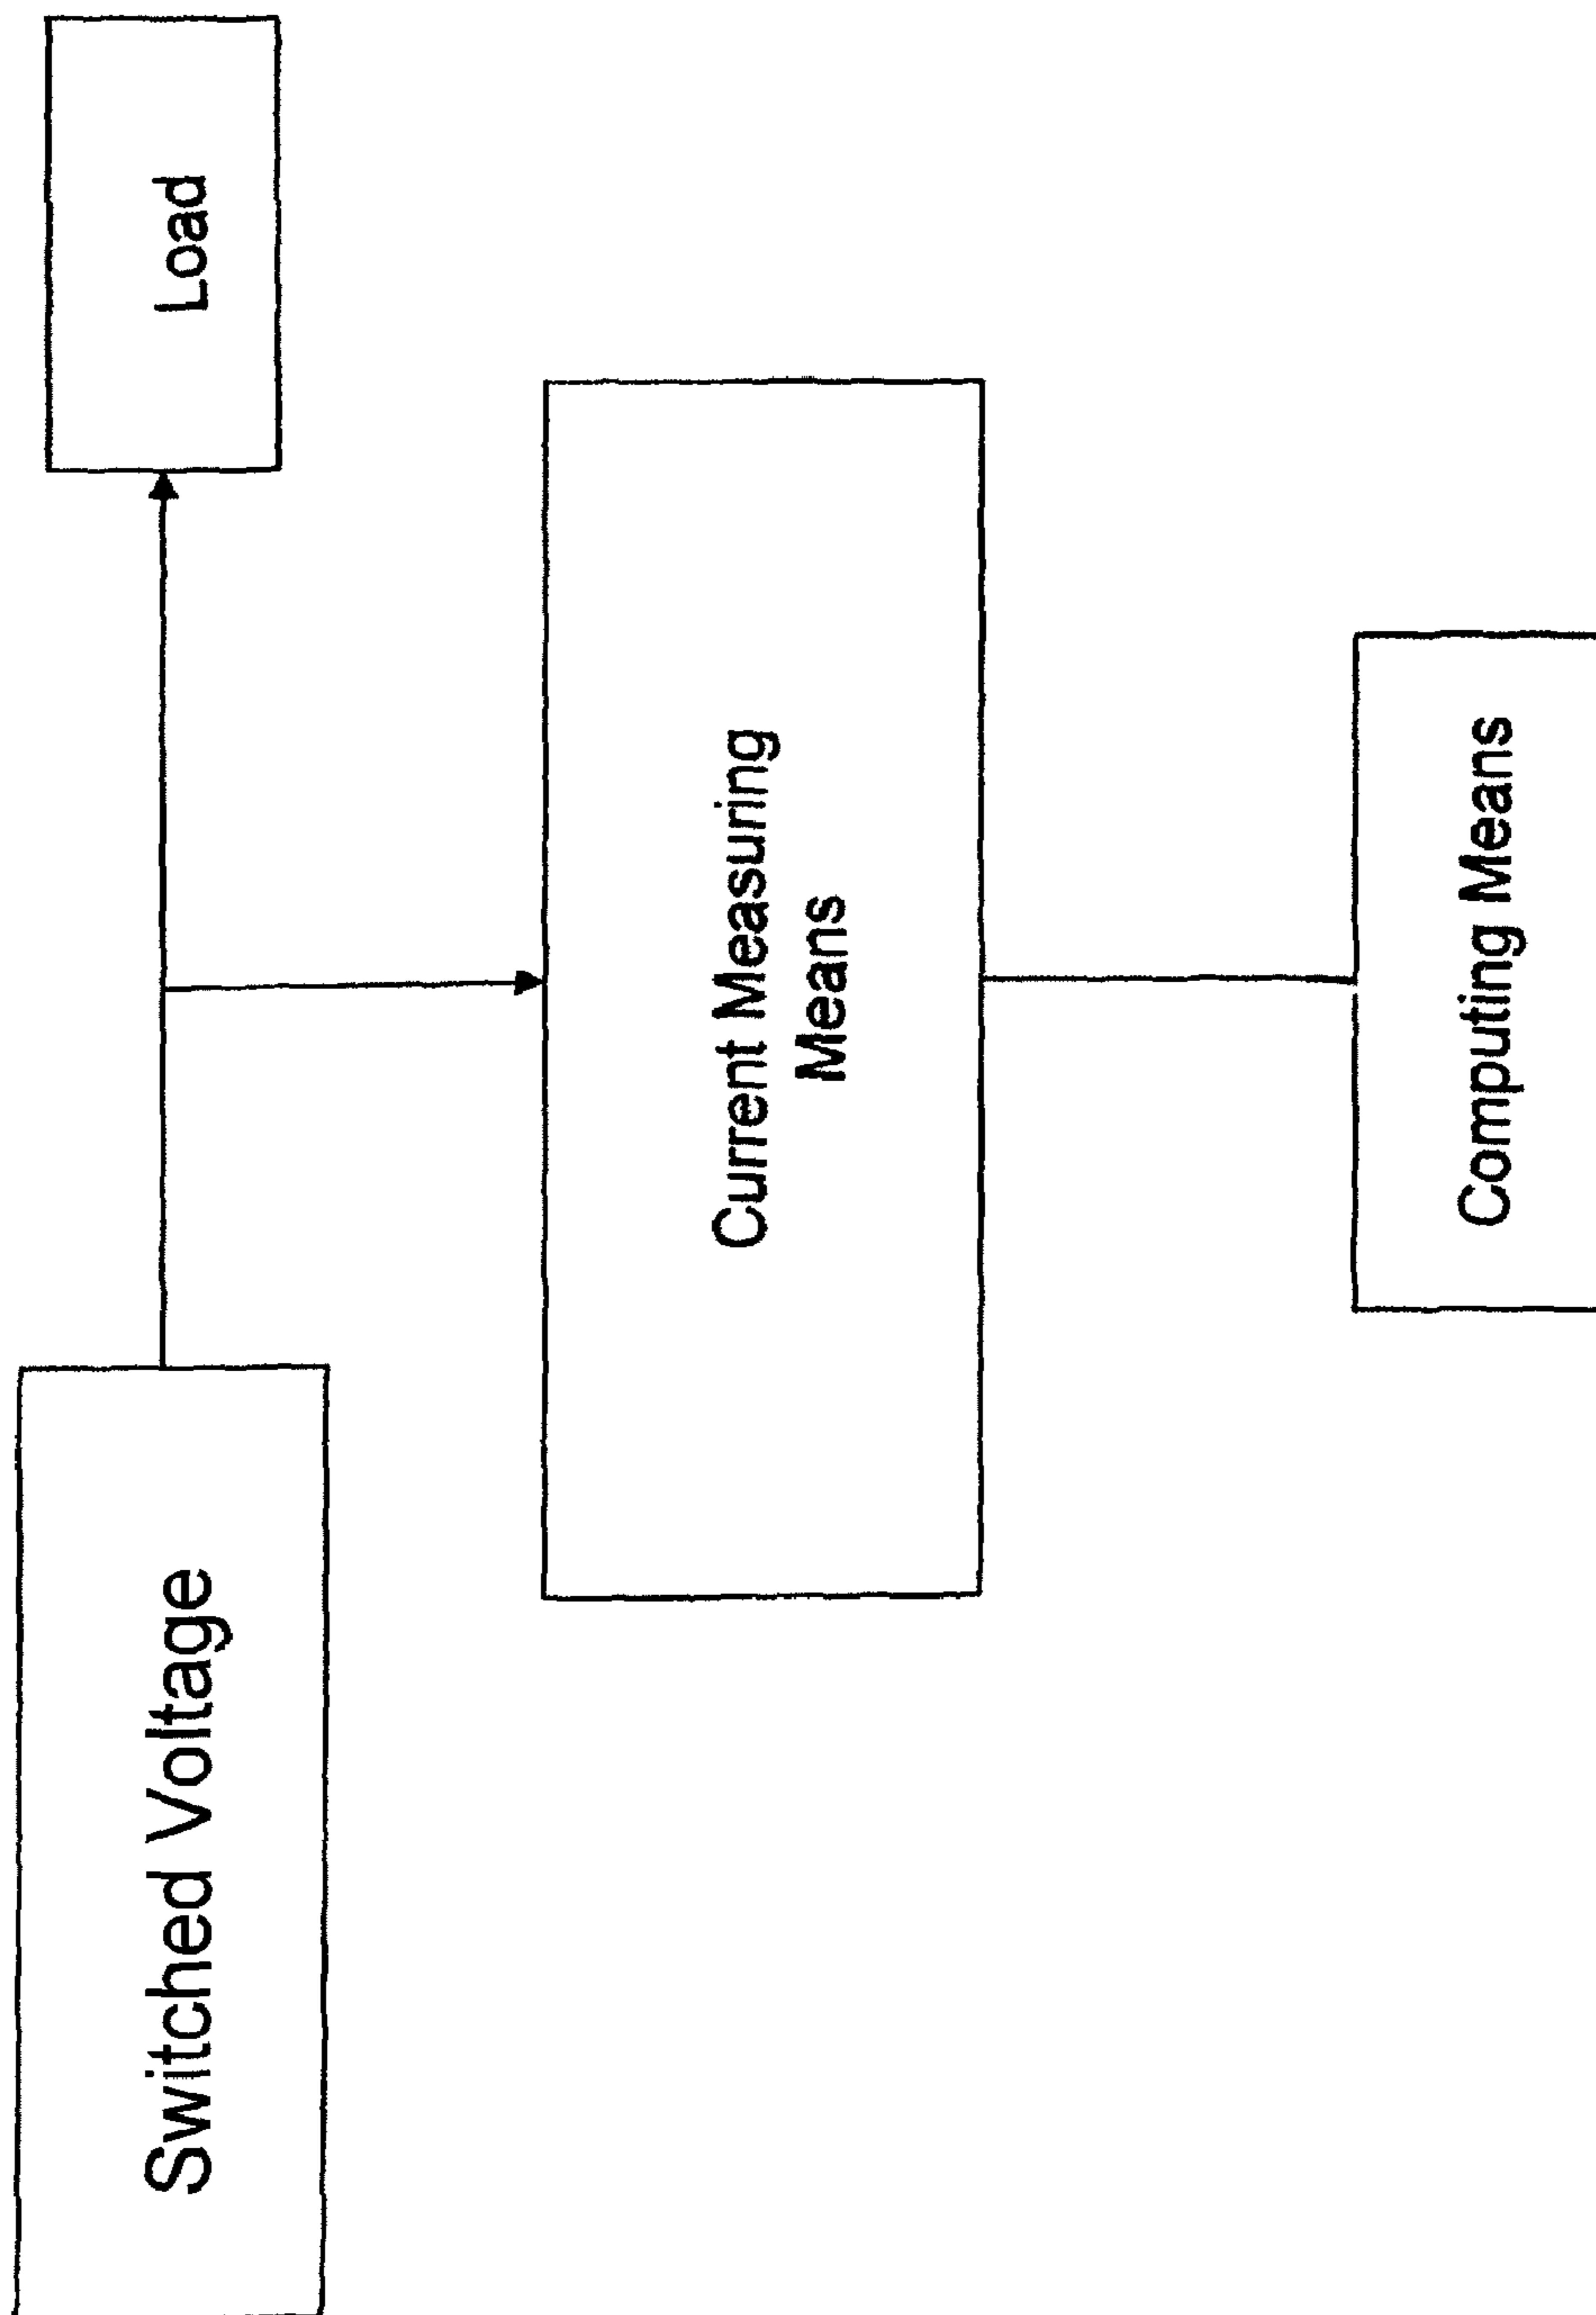 Switched Voltage
Load
Current Measuring
Means
Computing Means